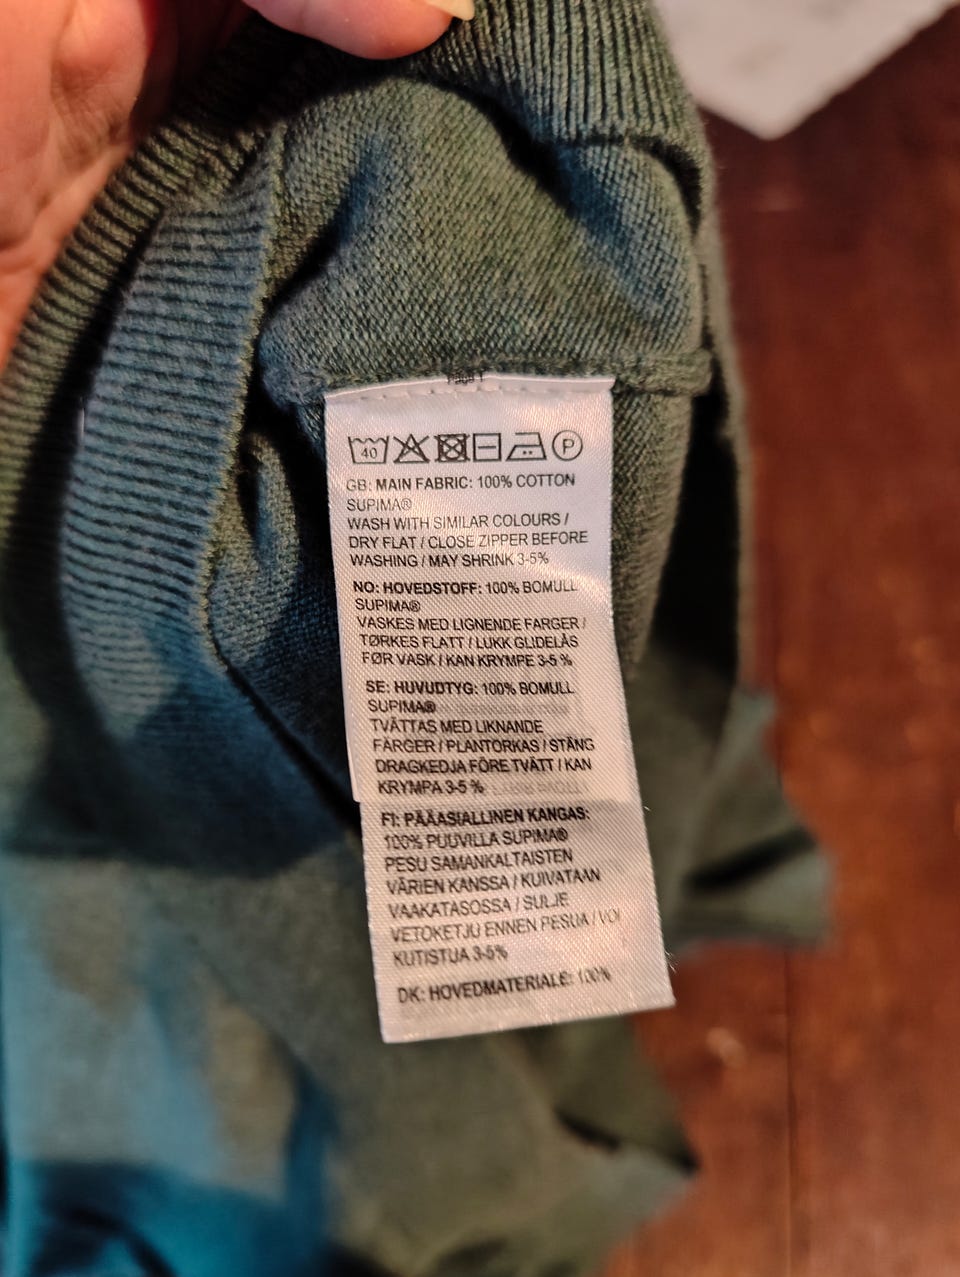 40 P
GB: MAIN FABRIC: 100% COTTON
SUPIMA®
WASH WITH SIMILAR COLOURS /
DRY FLAT / CLOSE ZIPPER BEFORE
WASHING / MAY SHRINK 3-5%
NO: HOVEDSTOFF: 100% BOMULL
SUPIMA®
VASKES MED LIGNENDE FARGER /
TØRKES FLATT / LUKK GLIDELÅS
FØR VASK / KAN KRYMPE 3-5 %
SE: HUVUDTYG: 100% BOMULL
SUPIMA®
TVÄTTAS MED LIKNANDE
FÄRGER / PLANTORKAS / STÄNG
DRAGKEDJA FÖRE TVÄTT / KAN
KRYMPA 3-5 %
FI: PÄÄASIALLINEN KANGAS:
100% PUUVILLA SUPIMA®
PESU SAMANKALTAISTEN
VÄRIEN KANSSA / KUIVATAAN
VAAKATASOSSA / SULJE
VETOKETJU ENNEN PESUA / VOI
KUTISTUA 3-5%
DK: HOVEDMATERIALE: 100%